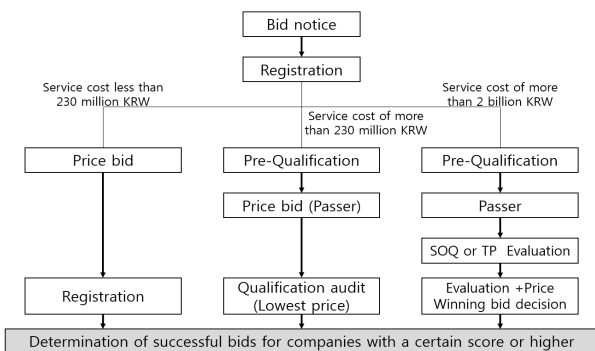 Bid notice
Registration
Service cost less than
230 million KRW
Service cost of more
than 230 million KRW
Service cost of more
than 2 billion KRW
Price bid
Pre-Qualification
Pre-Qualification
Price bid (Passer)
Passer
SOQ or TP Evaluation
Registration
Qualification audit
(Lowest price)
Evaluation +Price
Winning bid decision
Determination of successful bids for companies with a certain score or higher